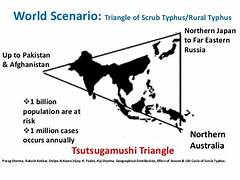 World Scenario: Triangle of Scrub Typhus/Rural Typhus
Northern Japan
to Far Eastern
Russia
Up to Pakistan
& Afghanistan
❖1 billion
population are at
risk
❖1 million cases
occurs annually
Northern
Australia
Tsutsugamushi Triangle